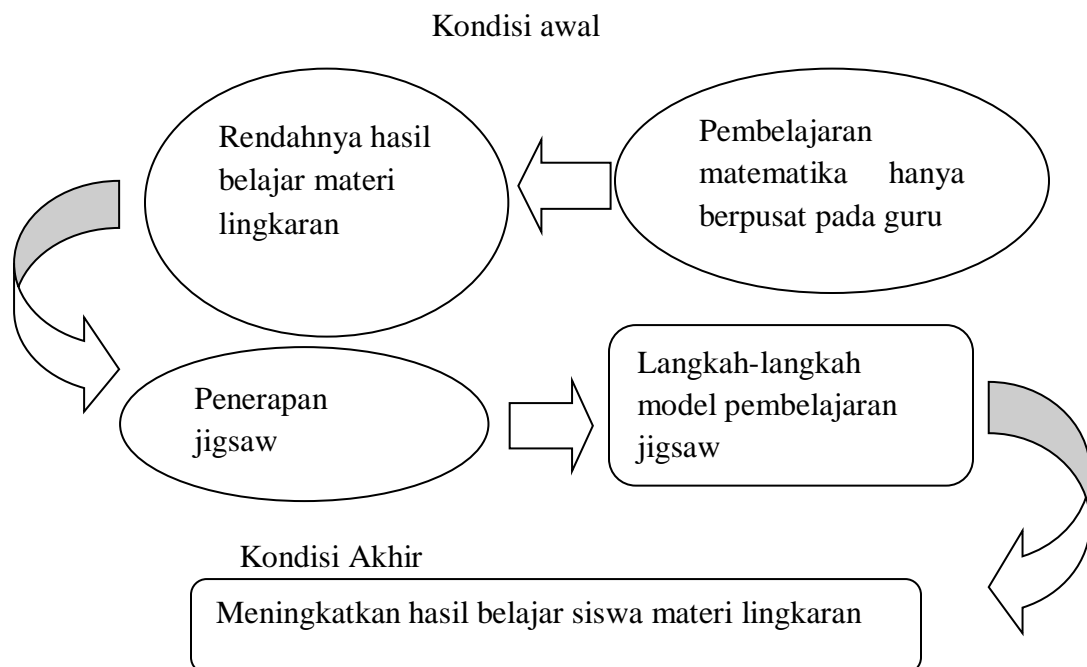 Kondisi awal
Rendahnya hasil
belajar materi
lingkaran
Pembelajaran
matematika hanya
berpusat pada guru
Penerapan
jigsaw
Langkah-langkah
model pembelajaran
jigsaw
Kondisi Akhir
Meningkatkan hasil belajar siswa materi lingkaran